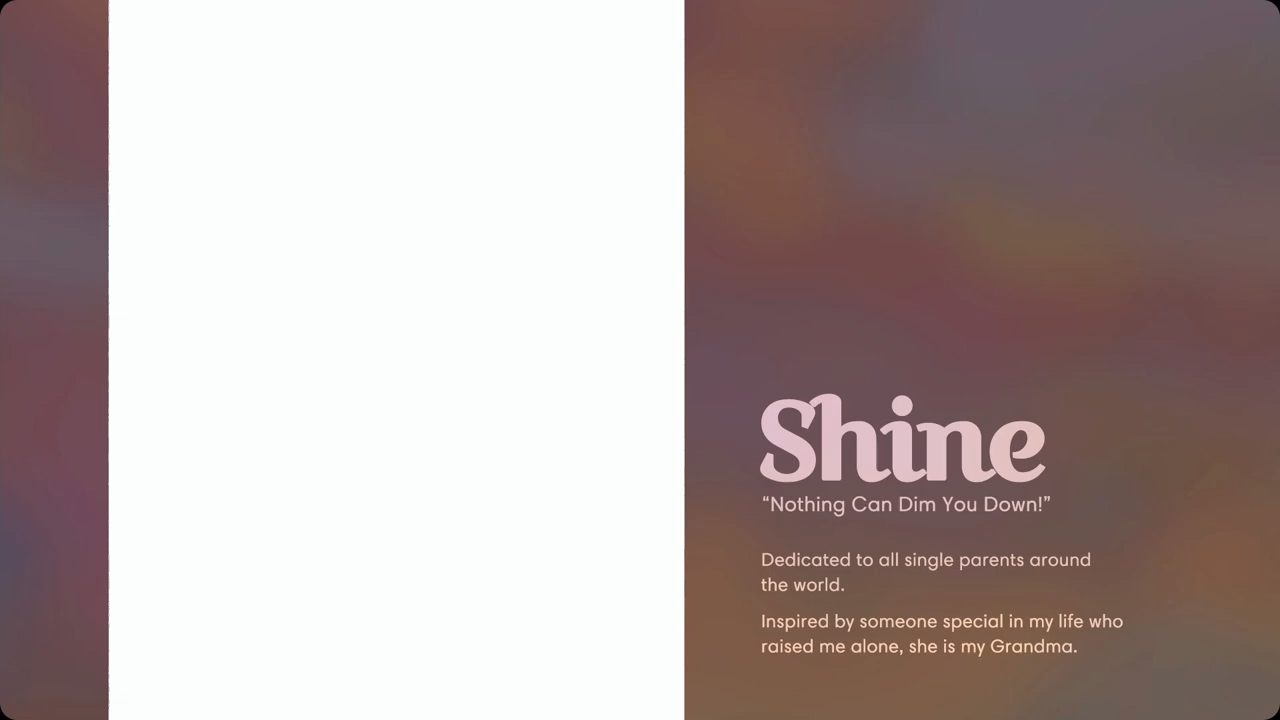 Shine
“Nothing Can Dim You Down!”
Dedicated to all single parents around
the world.
Inspired by someone special in my life who
raised me alone, she is my Grandma.